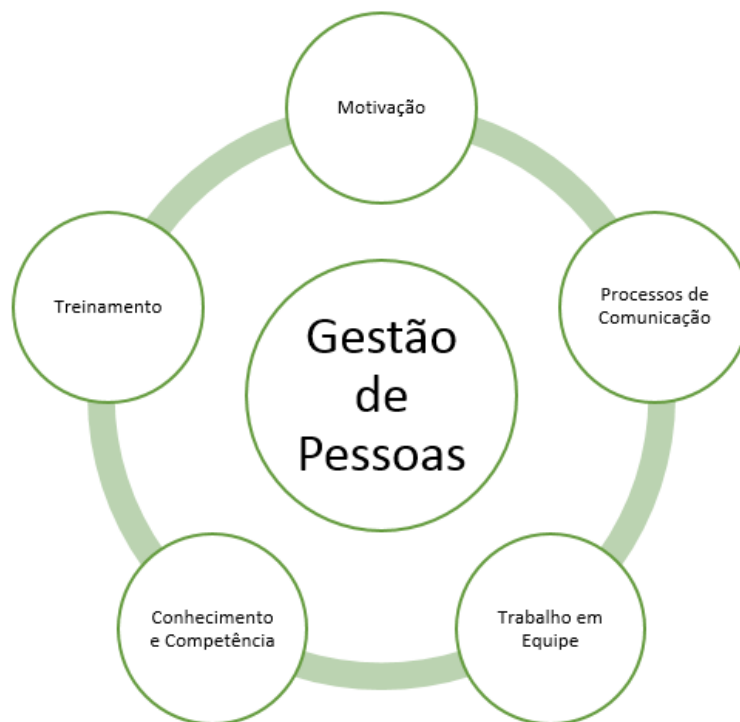 Motivação
Processos de
Comunicação
Treinamento
Gestão
de
Pessoas
Conhecimento
e Competência
Trabalho em
Equipe